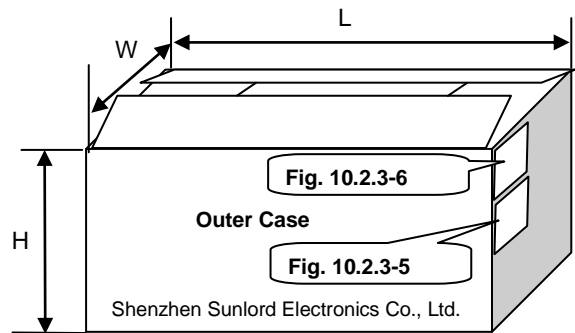 L
W
Fig. 10.2.3-6
Outer Case
H
Fig. 10.2.3-5
Shenzhen Sunlord Electronics Co., Ltd.